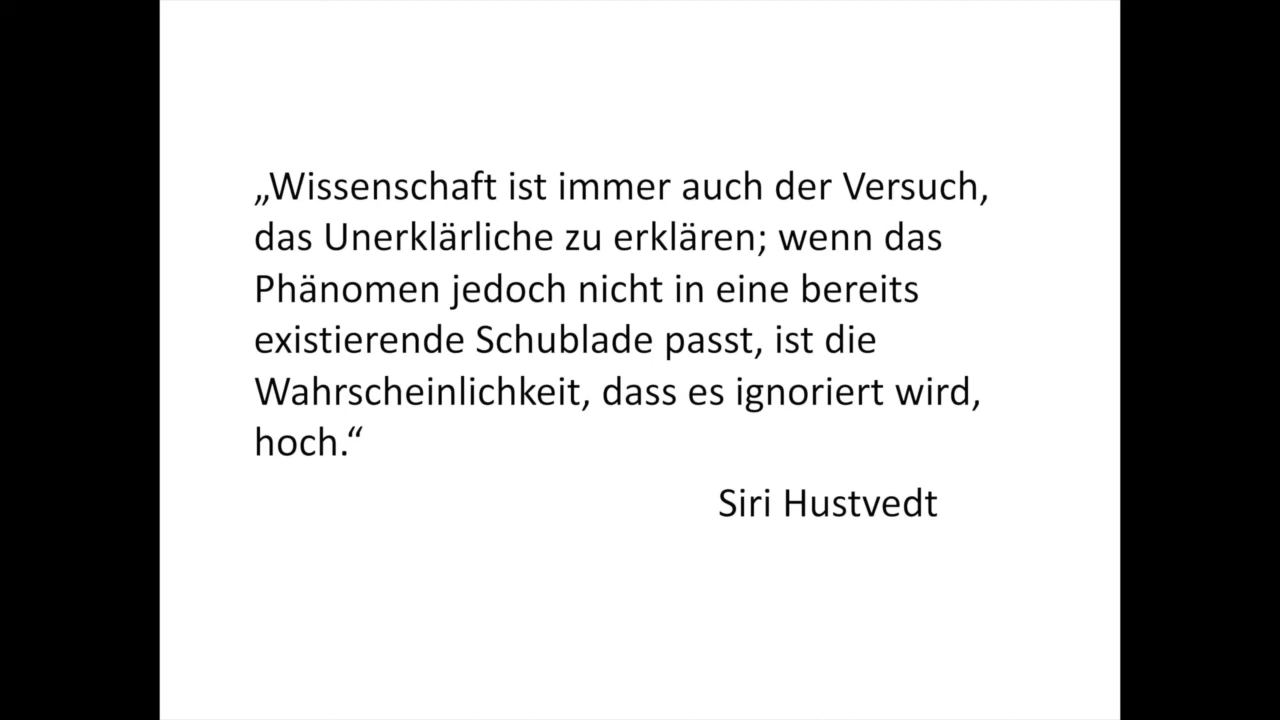 „Wissenschaft ist immer auch der Versuch,
das Unerklärliche zu erklären; wenn das
Phänomen jedoch nicht in eine bereits
existierende Schublade passt, ist die
Wahrscheinlichkeit, dass es ignoriert wird,
hoch.“
Siri Hustvedt